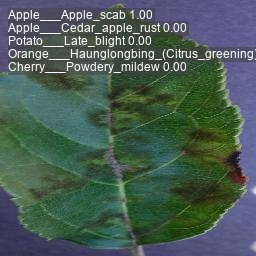 Apple___Apple_scab 1.00
Apple___Cedar_apple_rust 0.00
Potato___Late_blight 0.00
Orange___Haunglongbing_(Citrus_greening)
Cherry___Powdery_mildew 0.00